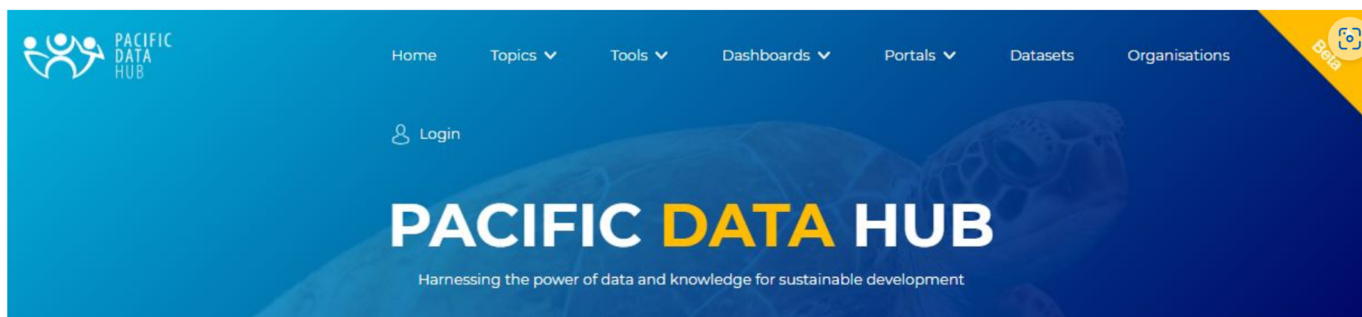 PACIFIC
DATA
HUB
Home Topics Tools Dashboards Portals Datasets Organisations
Beta
Login
PACIFIC DATA HUB
Harnessing the power of data and knowledge for sustainable development